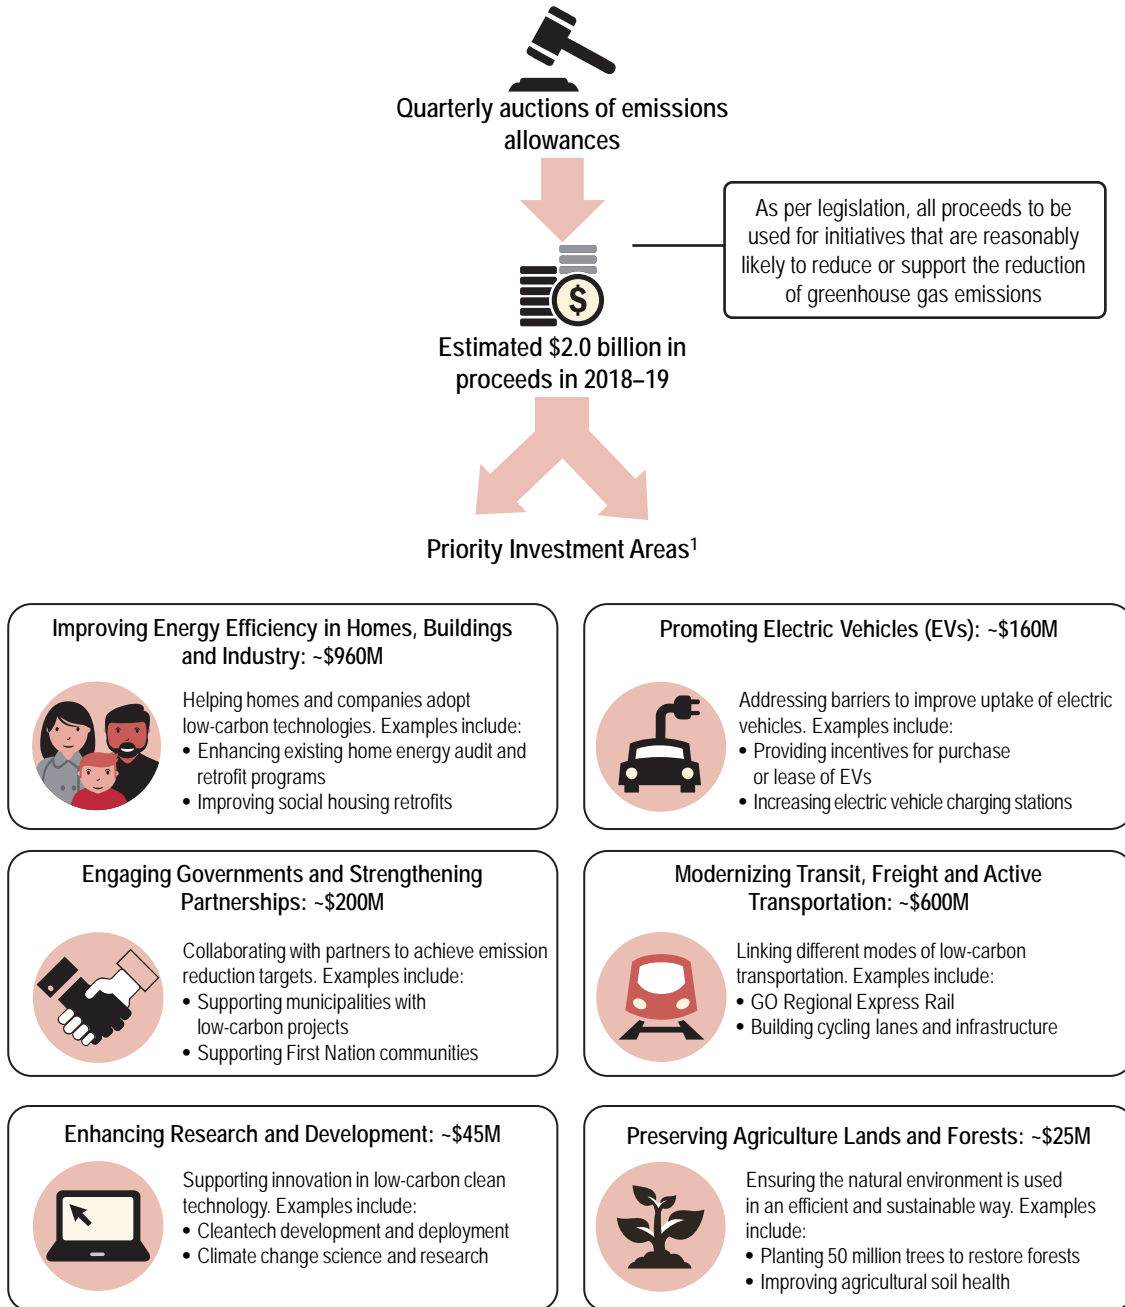 Quarterly auctions of emissions
allowances
As per legislation, all proceeds to be
used for initiatives that are reasonably
likely to reduce or support the reduction
of greenhouse gas emissions
$
Estimated $2.0 billion in
proceeds in 2018–19
Priority Investment Areas¹
Improving Energy Efficiency in Homes, Buildings
and Industry: ~$960M
Helping homes and companies adopt
low-carbon technologies. Examples include:
• Enhancing existing home energy audit and
retrofit programs
• Improving social housing retrofits
Promoting Electric Vehicles (EVs): ~$160M
Addressing barriers to improve uptake of electric
vehicles. Examples include:
• Providing incentives for purchase
or lease of EVs
• Increasing electric vehicle charging stations
Engaging Governments and Strengthening
Partnerships: ~$200M
Collaborating with partners to achieve emission
reduction targets. Examples include:
• Supporting municipalities with
low-carbon projects
• Supporting First Nation communities
Modernizing Transit, Freight and Active
Transportation: ~$600M
Linking different modes of low-carbon
transportation. Examples include:
• GO Regional Express Rail
• Building cycling lanes and infrastructure
Enhancing Research and Development: ~$45M
Supporting innovation in low-carbon clean
technology. Examples include:
• Cleantech development and deployment
• Climate change science and research
Preserving Agriculture Lands and Forests: ~$25M
Ensuring the natural environment is used
in an efficient and sustainable way. Examples
include:
• Planting 50 million trees to restore forests
• Improving agricultural soil health